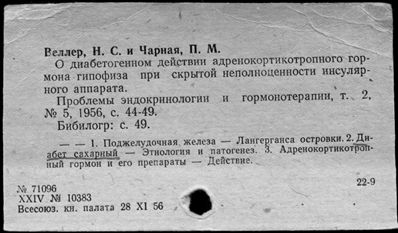 Веллер, Н. С. и Чарная, П. М.
О диабетогенном действии адренокортикотропного гор-
мона гипофиза при скрытой неполноценности инсуляр-
ного аппарата.
Проблемы эндокринологии и гормонотерапии, т. 2,
№ 5, 1956, с. 44-49.
Бибилогр: с. 49.
— — 1. Поджелудочная железа — Лангерганса островки. 2. Ди-
абет сахарный — Этнология и патогенез. 3. Адренокортикотроп-
ный гормон и его препараты — Действие.
22-9
№ 71096
XXIV № 10383
Всесоюз. кн. палата 28 XI 56